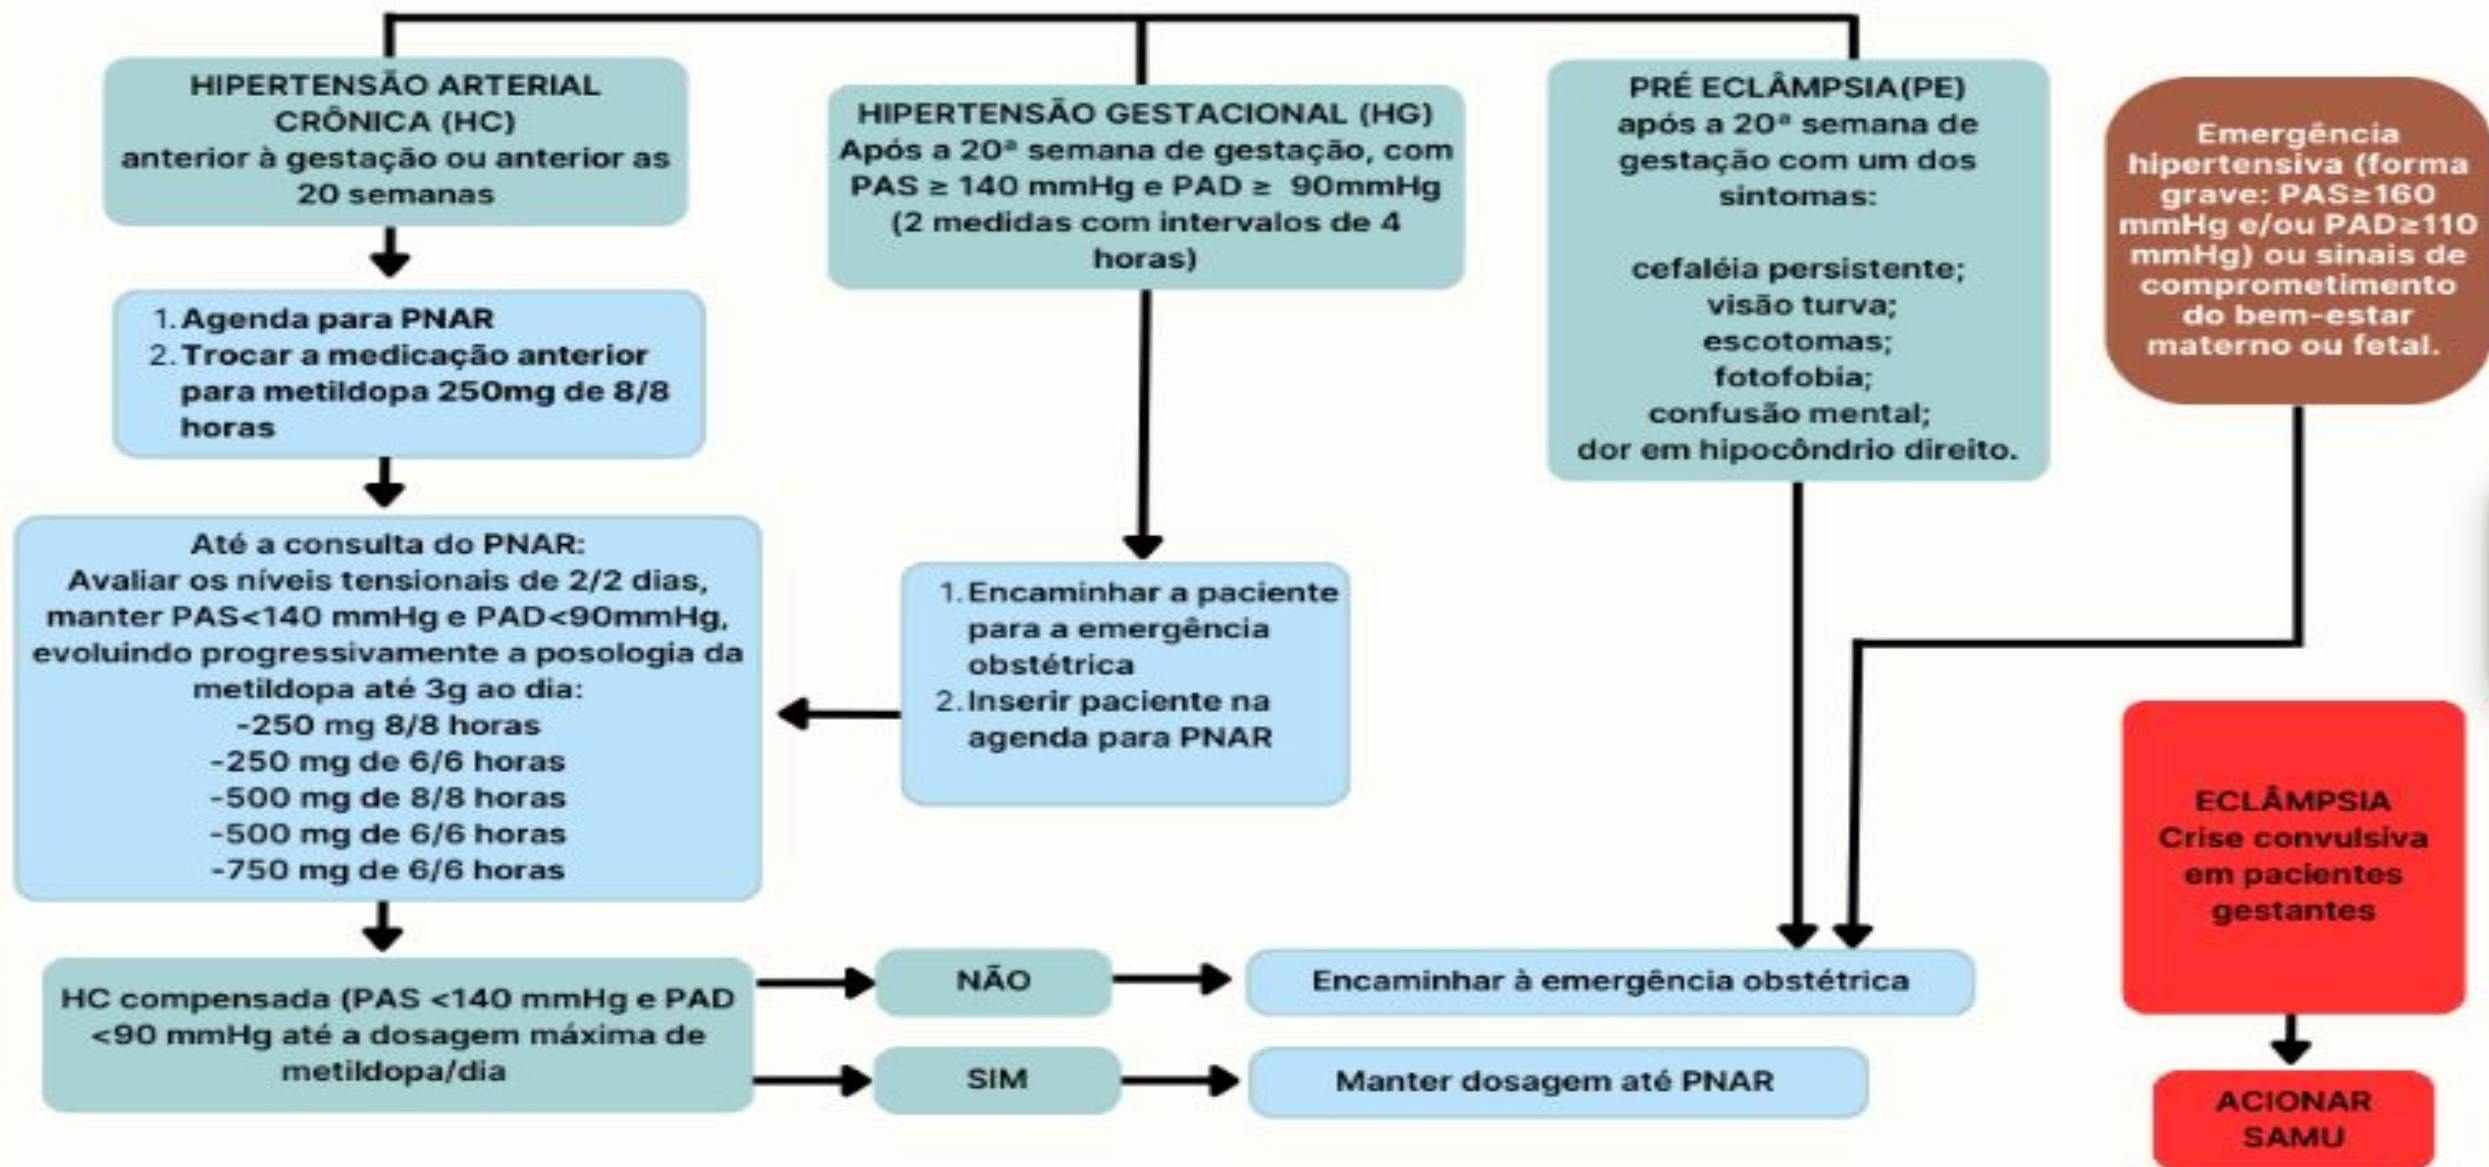 HIPERTENSÃO ARTERIAL
CRÔNICA (HC)
anterior à gestação ou anterior as
20 semanas
1. Agenda para PNAR
2. Trocar a medicação anterior
para metildopa 250mg de 8/8
horas
Até a consulta do PNAR:
Avaliar os níveis tensionais de 2/2 dias,
manter PAS<140 mmHg e PAD<90mmHg,
evoluindo progressivamente a posologia da
metildopa até 3g ao dia:
-250 mg 8/8 horas
-250 mg de 6/6 horas
-500 mg de 8/8 horas
-500 mg de 6/6 horas
-750 mg de 6/6 horas
HC compensada (PAS <140 mmHg e PAD
<90 mmHg até a dosagem máxima de
metildopa/dia
HIPERTENSÃO GESTACIONAL (HG)
Após a 20ª semana de gestação, com
PAS ≥ 140 mmHg e PAD ≥ 90mmHg
(2 medidas com intervalos de 4
horas)
1. Encaminhar a paciente
para a emergência
obstétrica
2. Inserir paciente na
agenda para PNAR
NÃO
SIM
PRÉ ECLÂMPSIA(PE)
após a 20ª semana de
gestação com um dos
sintomas:
cefaléia persistente;
visão turva;
escotomas;
fotofobia;
confusão mental;
dor em hipocôndrio direito.
Encaminhar à emergência obstétrica
Manter dosagem até PNAR
Emergência
hipertensiva (forma
grave: PAS≥160
mmHg e/ou PAD≥110
mmHg) ou sinais de
comprometimento
do bem-estar
materno ou fetal.
ECLÂMPSIA
Crise convulsiva
em pacientes
gestantes
ACIONAR
SAMU